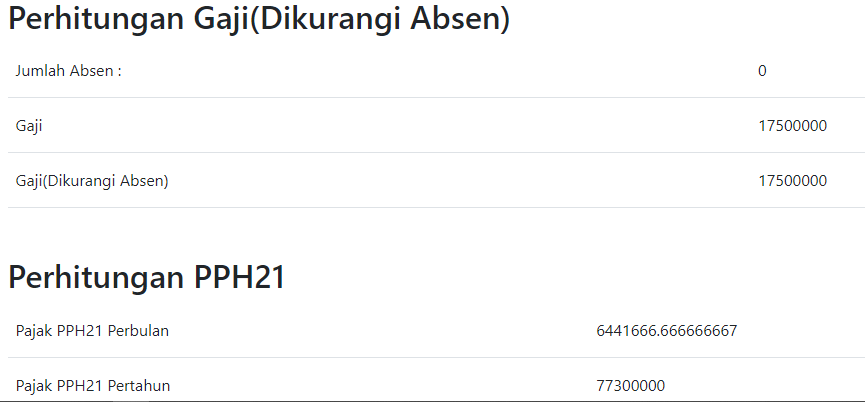 Perhitungan Gaji(Dikurangi Absen)
Jumlah Absen : 0
Gaji 17500000
Gaji(Dikurangi Absen) 17500000
Perhitungan PPH21
Pajak PPH21 Perbulan 6441666.666666667
Pajak PPH21 Pertahun 77300000